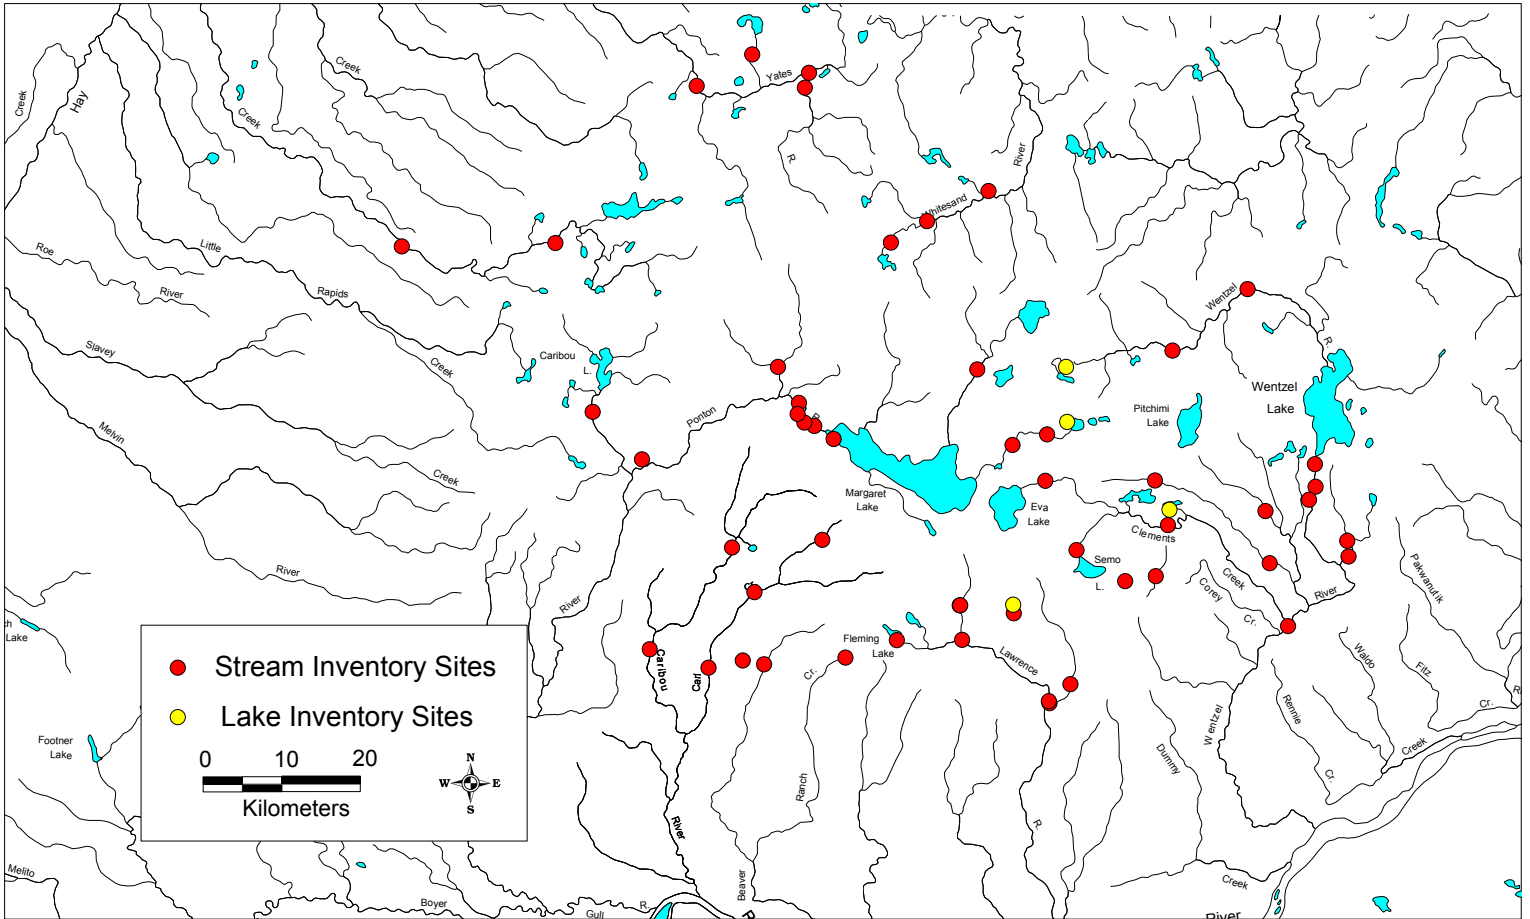 Creek
Hay
Creek
Creek
Yates
R.
River
Whitesand
Roe
River
Little
Rapids
Creek
Slavey
Melvin
Creek
River
Caribou
L.
Ponton
R.
Wentzel
R.
Wentzel
Lake
Pitchimi
Lake
Margaret
Lake
Eva
Lake
Clements
Creek
Semo
L.
Corey
Cr.
River
Pakwanutik
River
Caribou
Cari
River
Fleming
Lake
Lawrence
R.
Cr.
Ranch
Beaver
Wentzel
Dummy
Creek
Rennie
Cr.
Waldo
Fitz
Cr.
Creek
River
Lake
Footner
Lake
Melito
Boyer
R.
Gull
Stream Inventory Sites
Lake Inventory Sites
0 10 20
Kilometers
N
W E
S